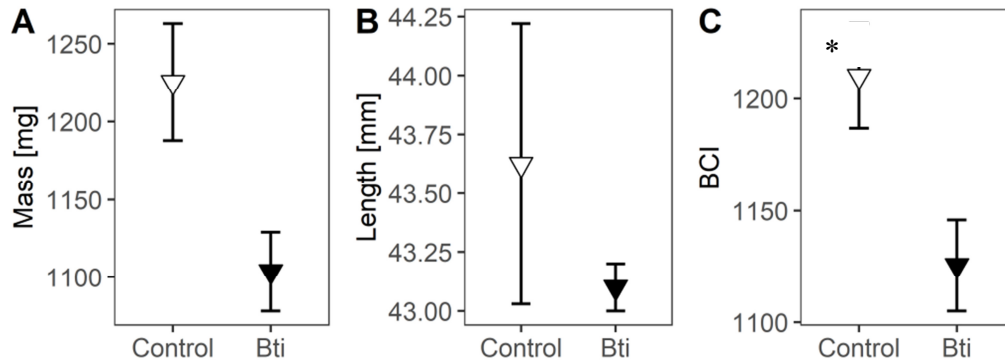 A
Mass [mg]
1250
1200
1150
1100
Control Bti
B
Length [mm]
44.25
44.00
43.75
43.50
43.25
43.00
Control Bti
C
BCI
*
1200
1150
1100
Control Bti